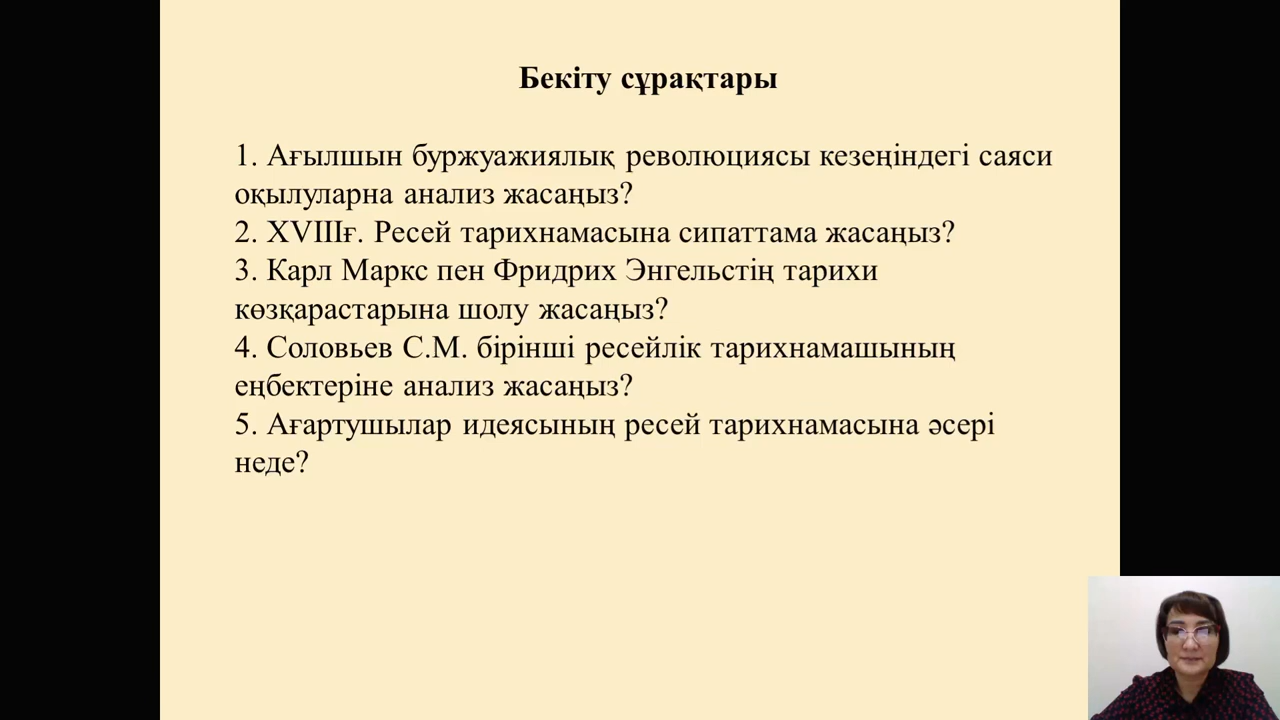 Бекіту сұрақтары
1. Ағылшын буржуажиялық революциясы кезеңіндегі саяси
оқылуларна анализ жасаңыз?
2. XVIIIғ. Ресей тарихнамасына сипаттама жасаңыз?
3. Карл Маркс пен Фридрих Энгельстің тарихи
көзқарастарына шолу жасаңыз?
4. Соловьев С.М. бірінші ресейлік тарихнамашының
еңбектеріне анализ жасаңыз?
5. Ағартушылар идеясының ресей тарихнамасына әсері
неде?